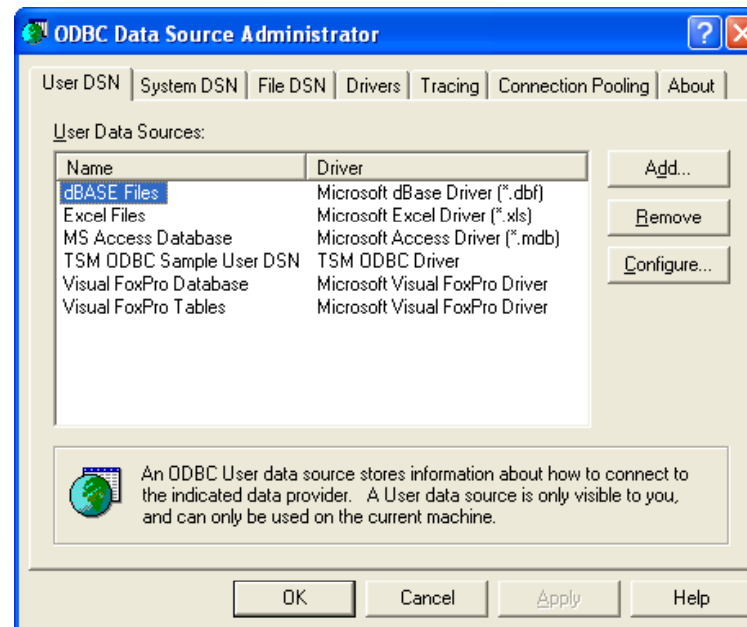 ODBC Data Source Administrator
User DSN System DSN File DSN Drivers Tracing Connection Pooling About
User Data Sources:
Name Driver
dBASE Files Microsoft dBase Driver (*.dbf)
Excel Files Microsoft Excel Driver (*.xls)
MS Access Database Microsoft Access Driver (*.mdb)
TSM ODBC Sample User DSN TSM ODBC Driver
Visual FoxPro Database Microsoft Visual FoxPro Driver
Visual FoxPro Tables Microsoft Visual FoxPro Driver
Add...
Remove
Configure...
An ODBC User data source stores information about how to connect to
the indicated data provider. A User data source is only visible to you,
and can only be used on the current machine.
OK Cancel Apply Help